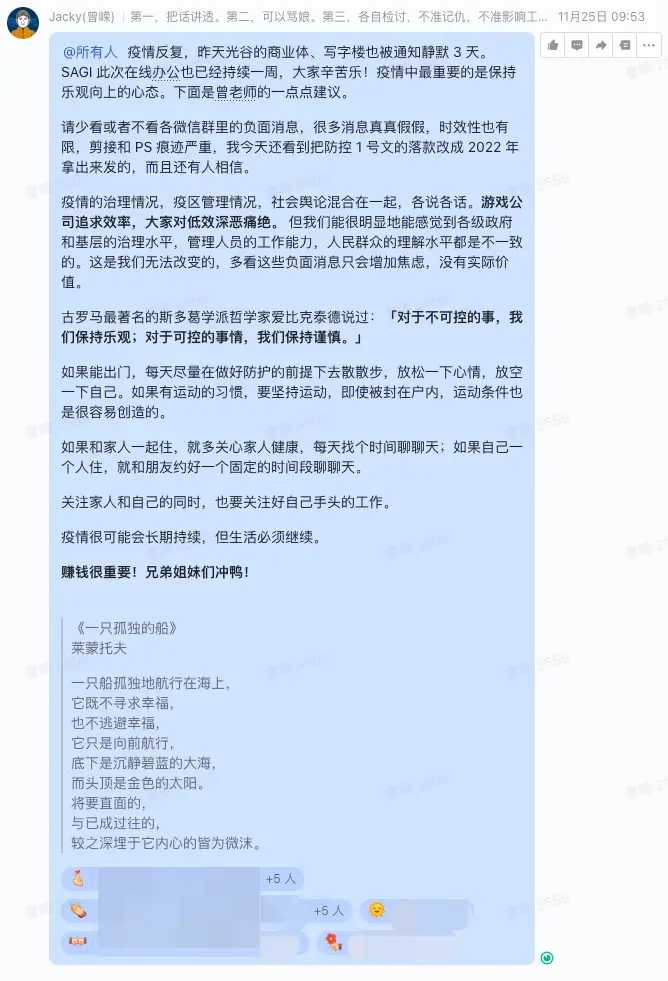 Jacky(曾嵘) | 第一，把话讲透。第二，可以骂娘。第三，各自检讨，不准记仇，不准影响工... 11月25日 09:53
@所有人 疫情反复，昨天光谷的商业体、写字楼也被通知静默 3 天。
SAGI 此次在线办公也已经持续一周，大家辛苦乐！疫情中最重要的是保持
乐观向上的心态。下面是曾老师的一点点建议。
请少看或者不看各微信群里的负面消息，很多消息真真假假，时效性也有
限，剪接和 PS 痕迹严重，我今天还看到把防控 1 号文的落款改成 2022 年
拿出来发的，而且还有人相信。
疫情的治理情况，疫区管理情况，社会舆论混合在一起，各说各话。游戏公
司追求效率，大家对低效深恶痛绝。 但我们能很明显地能感觉到各级政府
和基层的治理水平，管理人员的工作能力，人民群众的理解水平都是不一致
的。这是我们无法改变的，多看这些负面消息只会增加焦虑，没有实际价
值。
古罗马最著名的斯多葛学派哲学家爱比克泰德说过：「对于不可控的事，我
们保持乐观；对于可控的事情，我们保持谨慎。」
如果能出门，每天尽量在做好防护的前提下去散散步，放松一下心情，放空
一下自己。如果有运动的习惯，要坚持运动，即使被封在户内，运动条件也
是很容易创造的。
如果和家人一起住，就多关心家人健康，每天找个时间聊聊天；如果自己一
个人住，就和朋友约好一个固定的时间段聊聊天。
关注家人和自己的同时，也要关注好自己手头的工作。
疫情很可能会长期持续，但生活必须继续。
赚钱很重要！兄弟姐妹们冲鸭！
《一只孤独的船》
莱蒙托夫
一只船孤独地航行在海上，
它既不寻求幸福，
也不逃避幸福，
它只是向前航行，
底下是沉静碧蓝的大海，
而头顶是金色的太阳。
将要直面的，
与已成过往的，
较之深埋于它内心的皆为微沫。
+5 人
+5 人